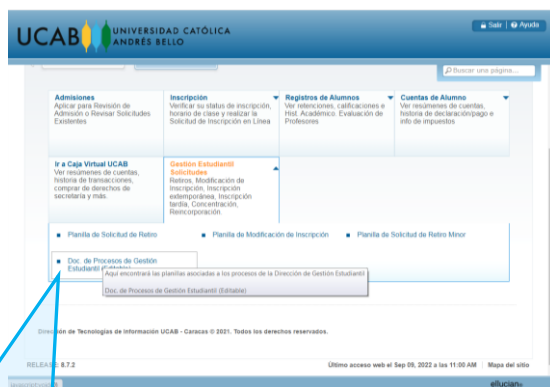 UCAB UNIVERSIDAD CATÓLICA
ANDRÉS BELLO
Salir | Ayuda
Buscar una página...
Admisiones
Aplicar para Revisión de
Admisión o Revisar Solicitudes
Existentes
Inscripción
Verificar su status de inscripción,
horario de clase y realizar la
Solicitud de Inscripción en Línea
Registros de Alumnos
Ver retenciones, calificaciones e
Hist. Académico. Evaluación de
Profesores
Cuentas de Alumno
Ver resúmenes de cuentas,
historia de declaración/pago e
info de impuestos
Ir a Caja Virtual UCAB
Ver resúmenes de cuentas,
historia de transacciones,
comprar de derechos de
secretaría y más.
Gestión Estudiantil
Solicitudes
Retiros, Modificación de
Inscripción, Inscripción
extemporánea, Inscripción
tardía, Concentración,
Reincorporación.
Planilla de Solicitud de Retiro
Planilla de Modificación de Inscripción
Planilla de Solicitud de Retiro Minor
Doc. de Procesos de Gestión
Estudiantil (Editable)
Aquí encontrará las planillas asociadas a los procesos de la Dirección de Gestión Estudiantil
Doc. de Procesos de Gestión Estudiantil (Editable)
Dirección de Tecnologías de Información UCAB - Caracas © 2021. Todos los derechos reservados.
RELEASE: 8.7.2
Último acceso web el Sep 09, 2022 a las 11:00 AM | Mapa del sitio
ellucian